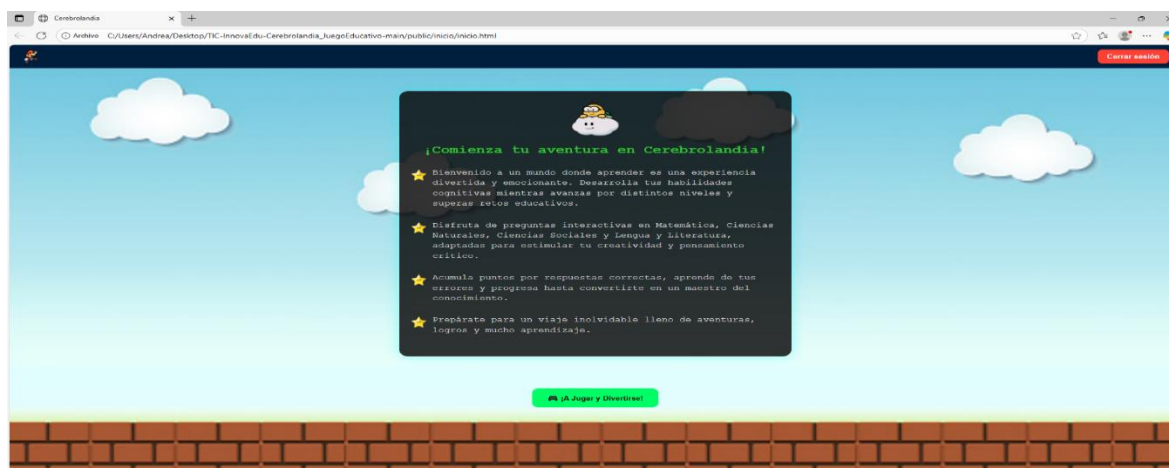 Cerebrolandia
Archivo C:/Users/Andrea/Desktop/TIC-InnovaEdu-Cerebrolandia_JuegoEducativo-main/public/inicio/inicio.html
Cerrar sesión
¡Comienza tu aventura en Cerebrolandia!
Bienvenido a un mundo donde aprender es una experiencia
divertida y emocionante. Desarrolla tus habilidades
cognitivas mientras avanzas por distintos niveles y
superas retos educativos.
Disfruta de preguntas interactivas en Matemática, Ciencias
Naturales, Ciencias Sociales y Lengua y Literatura,
adaptadas para estimular tu creatividad y pensamiento
crítico.
Acumula puntos por respuestas correctas, aprende de tus
errores y progresa hasta convertirte en un maestro del
conocimiento.
Prepárate para un viaje inolvidable lleno de aventuras,
logros y mucho aprendizaje.
¡A Jugar y Divertirse!